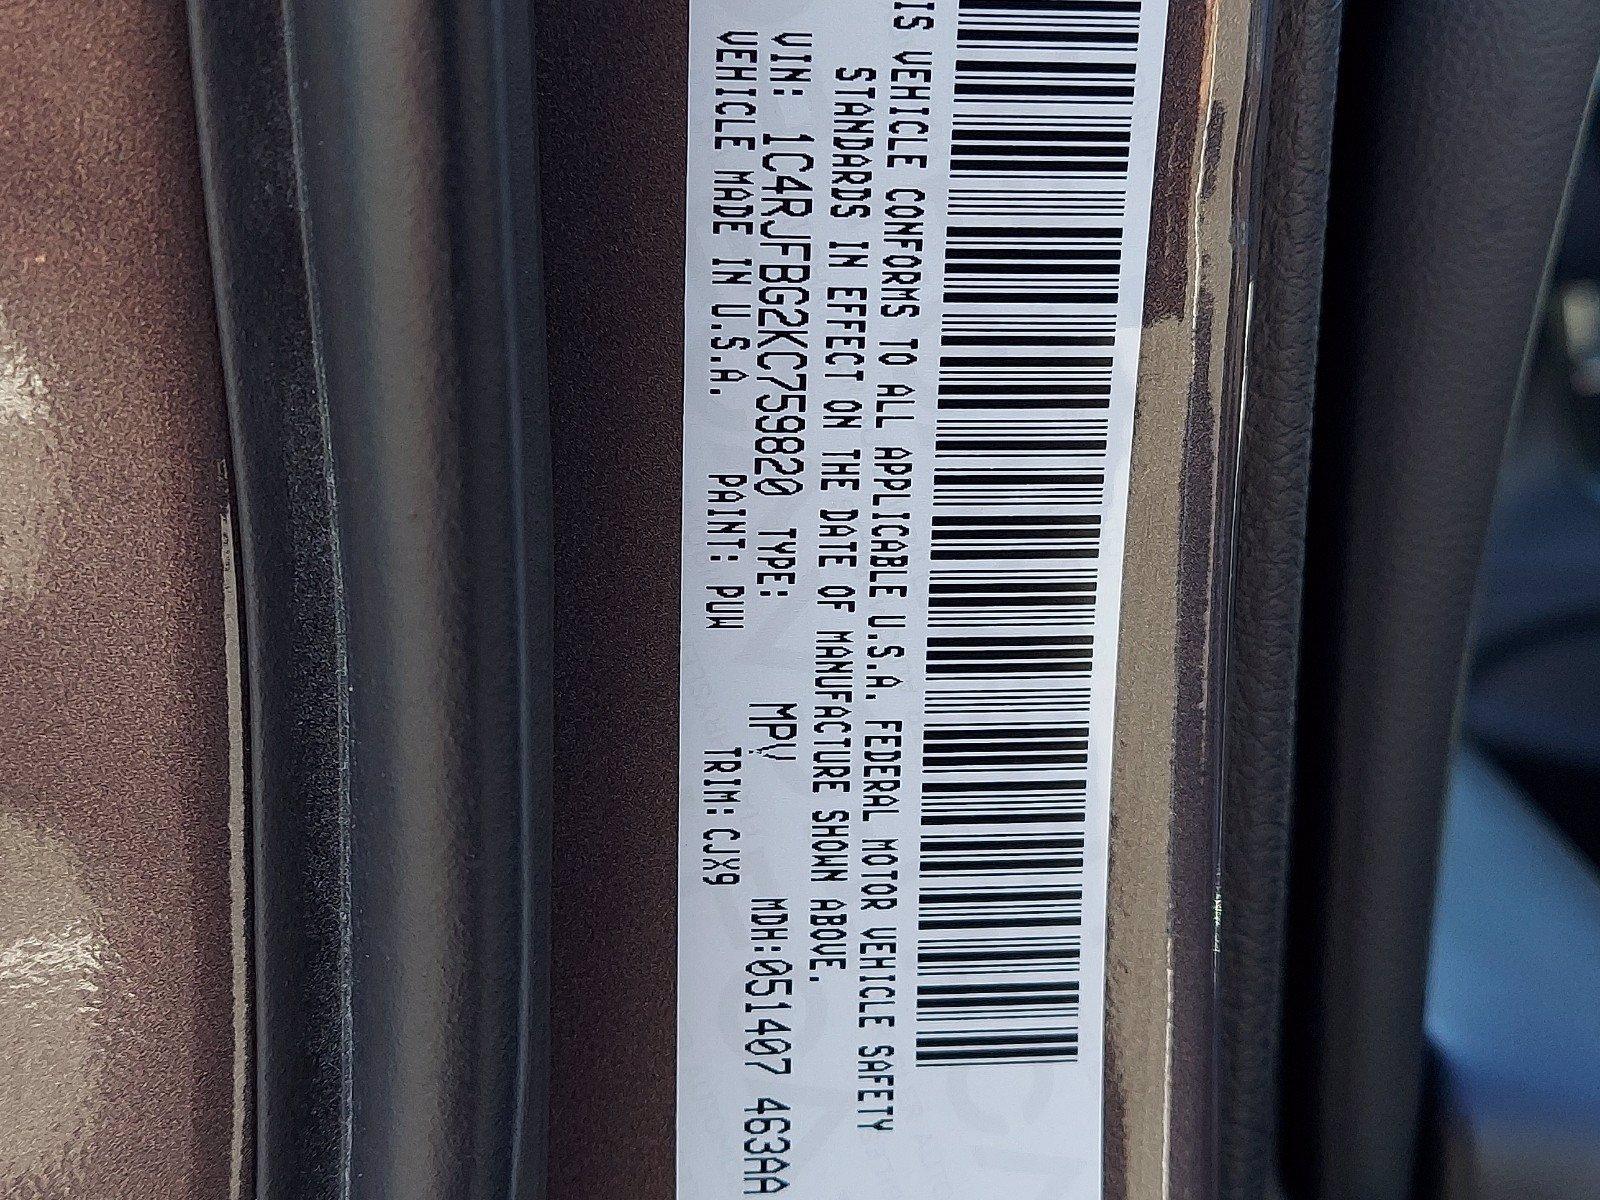 IS VEHICLE CONFORMS TO ALL APPLICABLE U.S.A. FEDERAL MOTOR VEHICLE SAFETY
STANDARDS IN EFFECT ON THE DATE OF MANUFACTURE SHOWN ABOVE.
VIN: 1C4RJFBG2KC759820 TYPE: MPV MDH:051407 463AA
VEHICLE MADE IN U.S.A. PAINT: PUW TRIM: CJX9